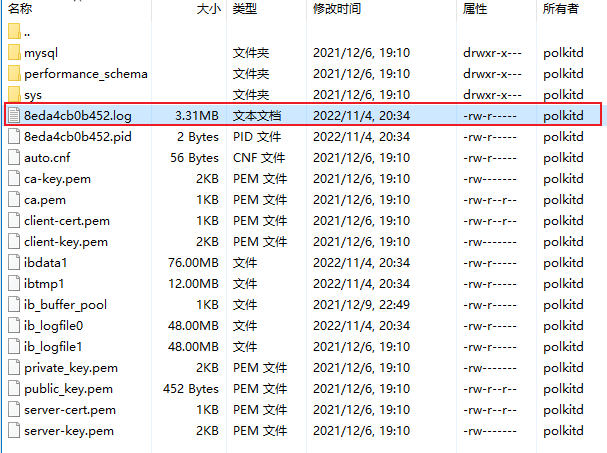 名称 大小 类型 修改时间 属性 所有者
..
mysql 文件夹 2021/12/6, 19:10 drwxr-x--- polkitd
performance_schema 文件夹 2021/12/6, 19:10 drwxr-x--- polkitd
sys 文件夹 2021/12/6, 19:10 drwxr-x--- polkitd
8eda4cb0b452.log 3.31MB 文本文档 2022/11/4, 20:34 -rw-r----- polkitd
8eda4cb0b452.pid 2 Bytes PID 文件 2022/11/4, 20:34 -rw-r----- polkitd
auto.cnf 56 Bytes CNF 文件 2021/12/6, 19:10 -rw-r----- polkitd
ca-key.pem 2KB PEM 文件 2021/12/6, 19:10 -rw------- polkitd
ca.pem 1KB PEM 文件 2021/12/6, 19:10 -rw-r--r-- polkitd
client-cert.pem 1KB PEM 文件 2021/12/6, 19:10 -rw-r--r-- polkitd
client-key.pem 2KB PEM 文件 2021/12/6, 19:10 -rw------- polkitd
ibdata1 76.00MB 文件 2022/11/4, 20:34 -rw-r----- polkitd
ibtmp1 12.00MB 文件 2022/11/4, 20:34 -rw-r----- polkitd
ib_buffer_pool 1KB 文件 2021/12/9, 22:49 -rw-r----- polkitd
ib_logfile0 48.00MB 文件 2022/11/4, 20:34 -rw-r----- polkitd
ib_logfile1 48.00MB 文件 2021/12/6, 19:10 -rw-r----- polkitd
private_key.pem 2KB PEM 文件 2021/12/6, 19:10 -rw------- polkitd
public_key.pem 452 Bytes PEM 文件 2021/12/6, 19:10 -rw-r--r-- polkitd
server-cert.pem 1KB PEM 文件 2021/12/6, 19:10 -rw-r--r-- polkitd
server-key.pem 2KB PEM 文件 2021/12/6, 19:10 -rw------- polkitd